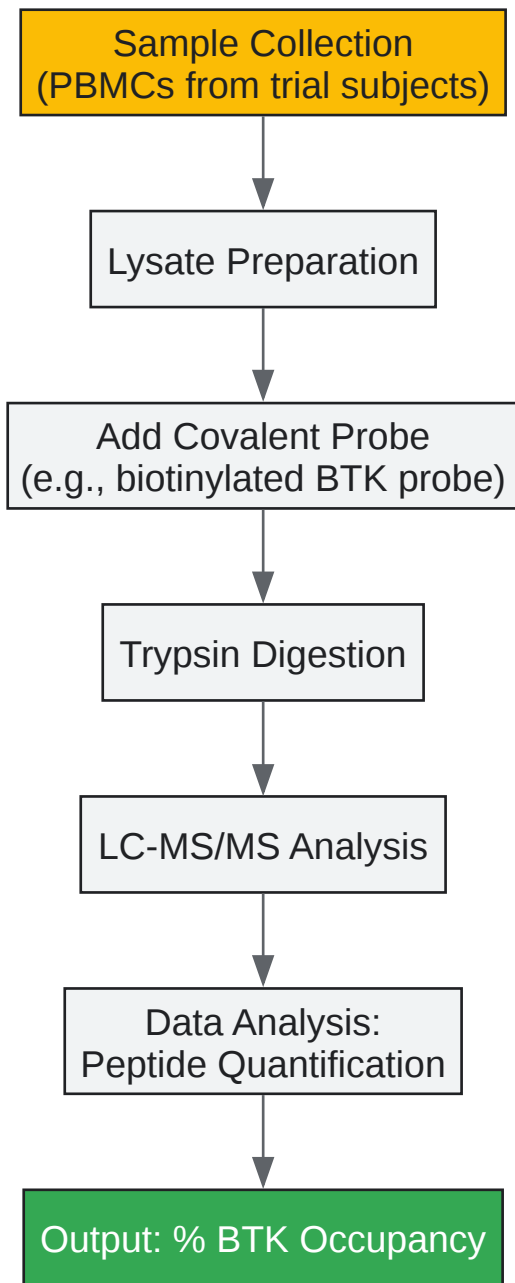 Sample Collection
(PBMCs from trial subjects)
Lysate Preparation
Add Covalent Probe
(e.g., biotinylated BTK probe)
Trypsin Digestion
LC-MS/MS Analysis
Data Analysis:
Peptide Quantification
Output: % BTK Occupancy